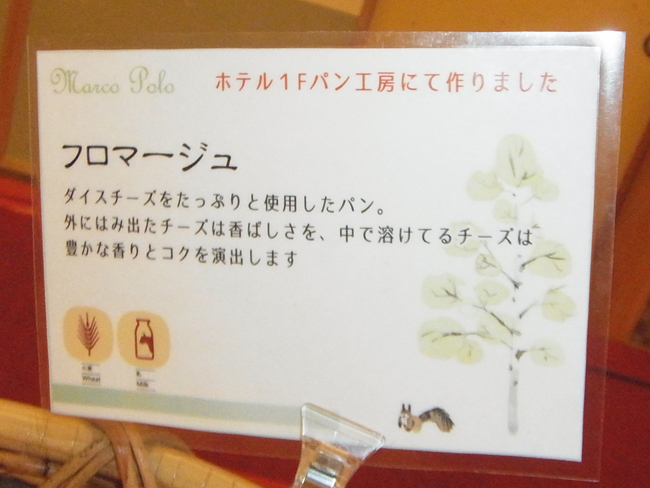 Marco Polo
ホテル1Fパン工房にて作りました
フロマージュ
ダイスチーズをたっぷりと使用したパン。
外にはみ出たチーズは香ばしさを、中で溶けてるチーズは
豊かな香りとコクを演出します
小麦 乳
Wheat Milk